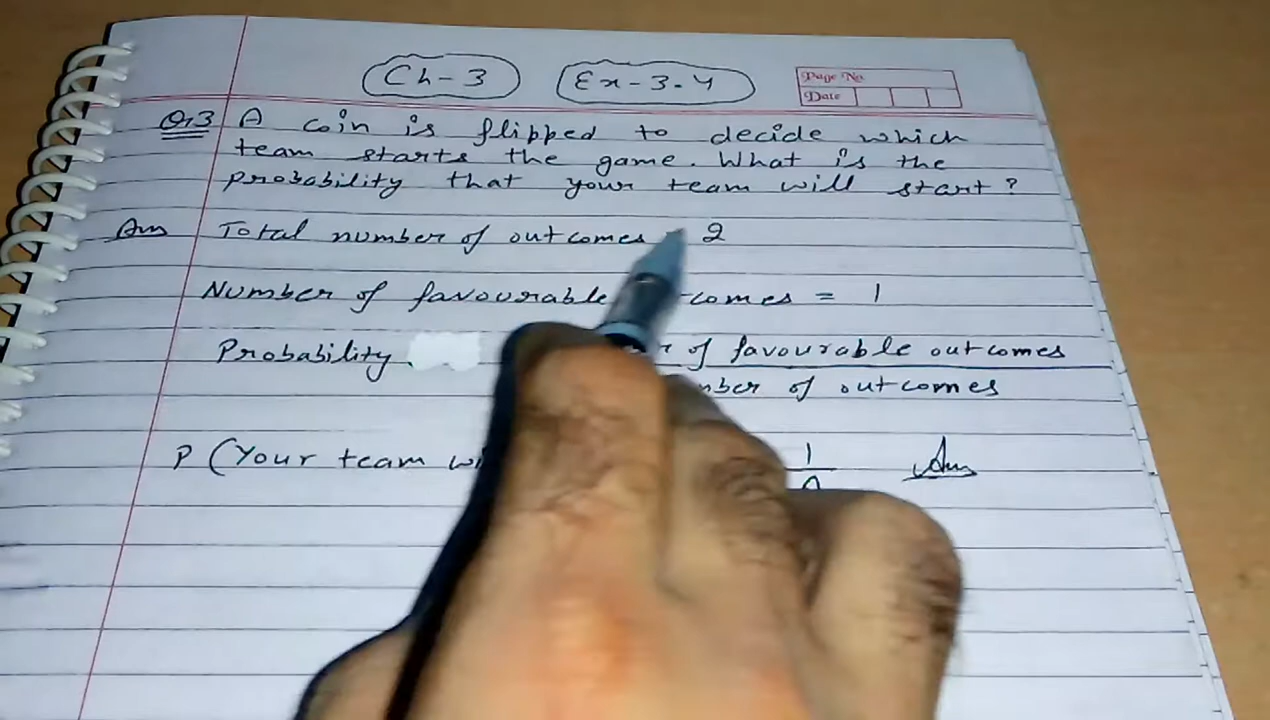 Ch-3 Ex-3.4
Page No.
Date
Q.3 A coin is flipped to decide which
team starts the game. What is the
probability that your team will start?
Ans Total number of outcomes 2
Number of favourable comes = 1
Probability of favourable outcomes
of outcomes
P (Your team 1 Ans